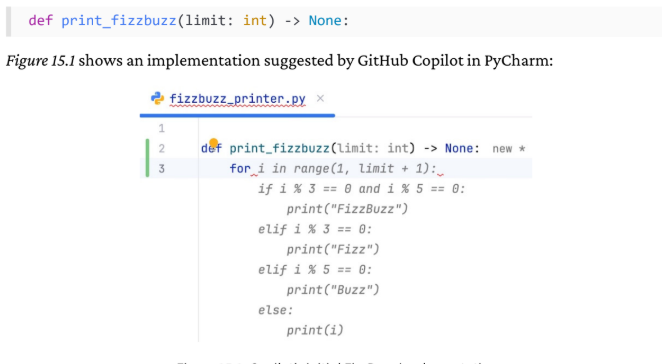 def print_fizzbuzz(limit: int) -> None:
Figure 15.1 shows an implementation suggested by GitHub Copilot in PyCharm:
fizzbuzz_printer.py ×
1
2 def print_fizzbuzz(limit: int) -> None: new *
3 for i in range(1, limit + 1):
if i % 3 == 0 and i % 5 == 0:
print("FizzBuzz")
elif i % 3 == 0:
print("Fizz")
elif i % 5 == 0:
print("Buzz")
else:
print(i)